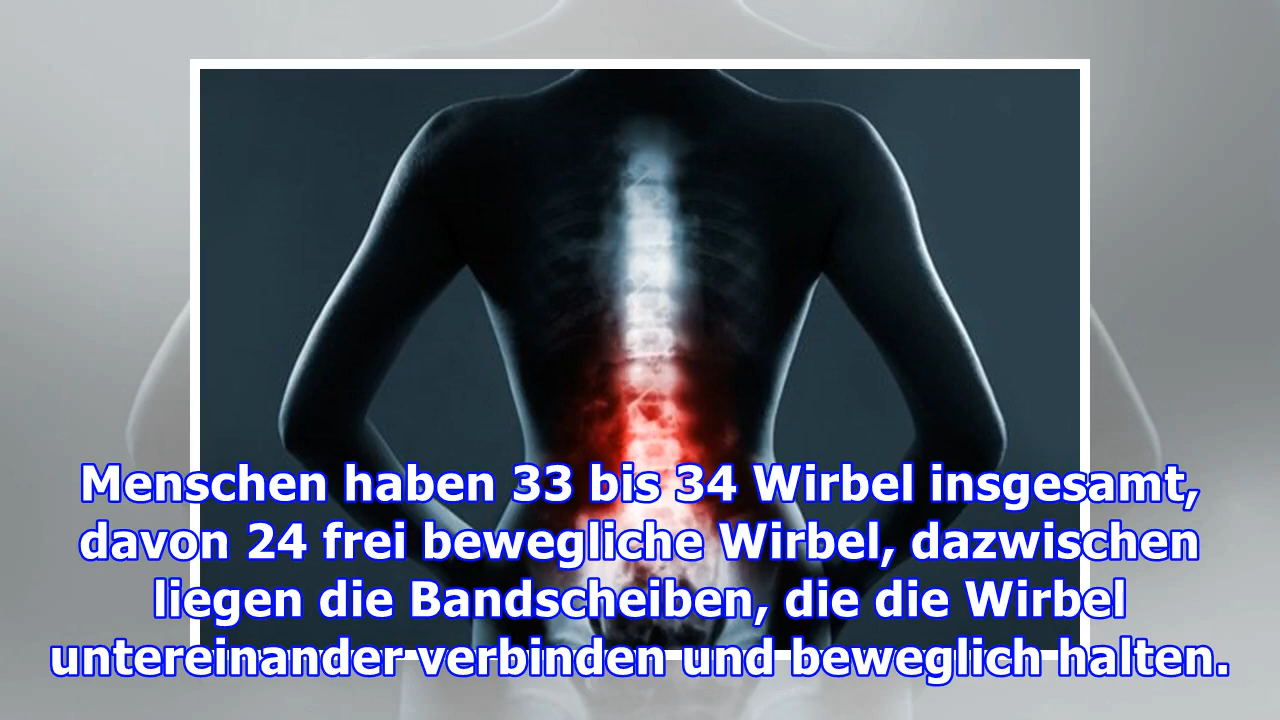 Menschen haben 33 bis 34 Wirbel insgesamt,
davon 24 frei bewegliche Wirbel, dazwischen
liegen die Bandscheiben, die die Wirbel
untereinander verbinden und beweglich halten.